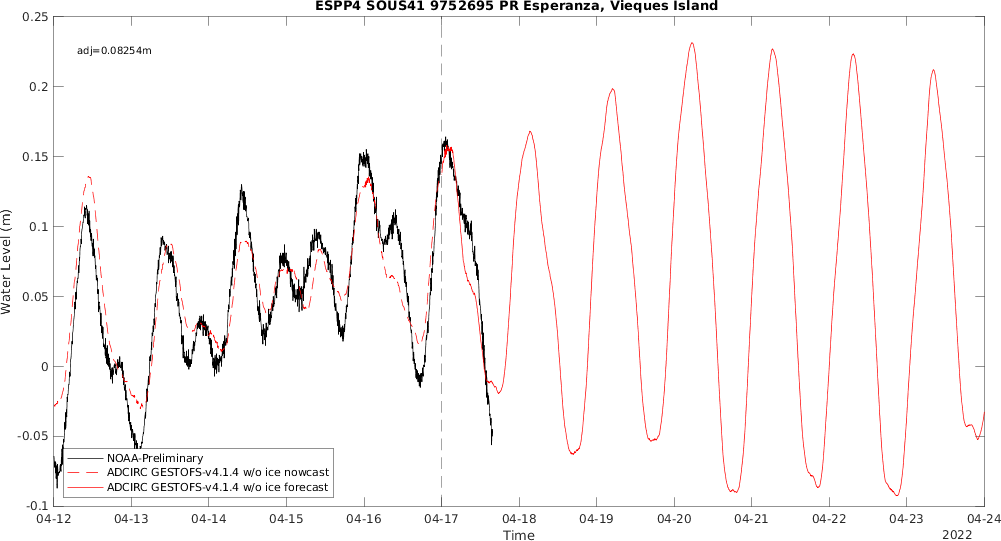 ESPP4 SOUS41 9752695 PR Esperanza, Vieques Island
adj=0.08254m
0.25
0.2
0.15
0.1
0.05
0
-0.05
-0.1
Water Level (m)
NOAA-Preliminary
ADCIRC GESTOFS-v4.1.4 w/o ice nowcast
ADCIRC GESTOFS-v4.1.4 w/o ice forecast
04-12 04-13 04-14 04-15 04-16 04-17 04-18 04-19 04-20 04-21 04-22 04-23 04-24
Time
2022